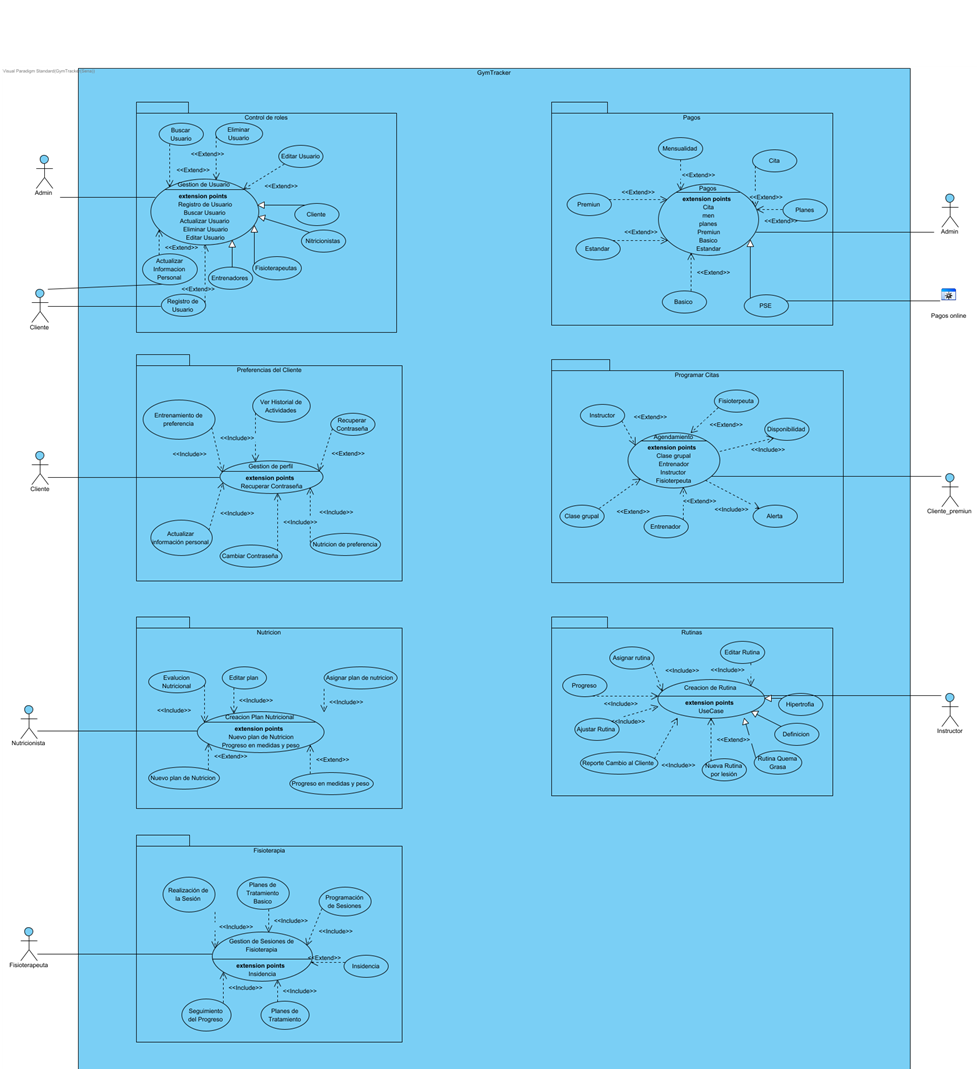 Visual Paradigm Standard(GymTracker
GymTracker
Control de roles
Buscar
Usuario
Eliminar
Usuario
Editar Usuario
<<Extend>>
<<Extend>>
<<Extend>>
Gestion de Usuario
extension points
Registro de Usuario
Buscar Usuario
Actualizar Usuario
Eliminar Usuario
Editar Usuario
Cliente
Nitricionistas
Fisioterapeutas
Entrenadores
<<Extend>>
Actualizar
Informacion
Personal
<<Extend>>
Registro de
Usuario
Admin
Cliente
Pagos
Mensualidad
Cita
<<Extend>>
Premiun
<<Extend>>
Planes
<<Extend>>
Pagos
extension points
Cita
men
planes
Premiun
Basico
Estandar
Estandar
<<Extend>>
<<Extend>>
Basico
PSE
Admin
Pagos online
Preferencias del Cliente
Entrenamiento de
preferencia
Ver Historial de
Actividades
Recuperar
Contraseña
<<Include>>
<<Include>>
<<Extend>>
Gestion de perfil
extension points
Recuperar Contraseña
<<Include>>
<<Include>>
Actualizar
información personal
Cambiar Contraseña
Nutricion de preferencia
Cliente
Programar Citas
Instructor
Fisioterpeuta
Disponibilidad
<<Extend>>
<<Extend>>
<<Include>>
Agendamiento
extension points
Clase grupal
Entrenador
Instructor
Fisioterpeuta
<<Extend>>
<<Extend>>
<<Include>>
Clase grupal
Entrenador
Alerta
Cliente_premiun
Nutricion
Evalucion
Nutricional
Editar plan
Asignar plan de nutricion
<<Include>>
<<Include>>
<<Include>>
Creacion Plan Nutricional
extension points
Nuevo plan de Nutricion
Progreso en medidas y peso
<<Extend>>
<<Extend>>
Nuevo plan de Nutricion
Progreso en medidas y peso
Nutricionista
Rutinas
Asignar rutina
Editar Rutina
<<Include>>
<<Include>>
Progreso
<<Include>>
Creacion de Rutina
extension points
UseCase
Hipertrofia
Ajustar Rutina
<<Include>>
Definicion
<<Extend>>
Reporte Cambio al Cliente
<<Include>>
Nueva Rutina
por lesión
Rutina Quema
Grasa
Instructor
Fisioterapia
Realización de
la Sesión
Planes de
Tratamiento
Basico
Programación
de Sesiones
<<Include>>
<<Include>>
<<Include>>
Gestion de Sesiones de
Fisioterapia
extension points
Insidencia
<<Extend>>
Insidencia
<<Include>>
<<Include>>
Seguimiento
del Progreso
Planes de
Tratamiento
Fisioterapeuta